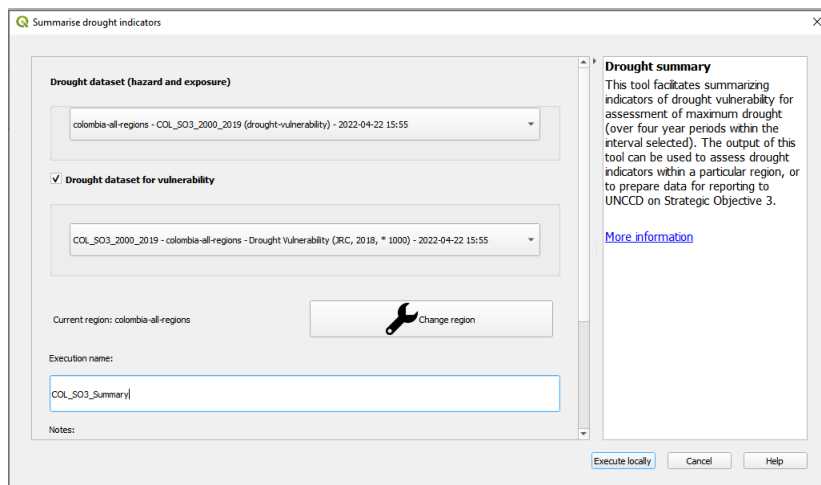 Summarise drought indicators
Drought dataset (hazard and exposure)
colombia-all-regions - COL_SO3_2000_2019 (drought-vulnerability) - 2022-04-22 15:55
Drought dataset for vulnerability
COL_SO3_2000_2019 - colombia-all-regions - Drought Vulnerability (JRC, 2018, * 1000) - 2022-04-22 15:55
Current region: colombia-all-regions
Change region
Execution name:
COL_SO3_Summary
Notes:
Drought summary
This tool facilitates summarizing
indicators of drought vulnerability for
assessment of maximum drought
(over four year periods within the
interval selected). The output of this
tool can be used to assess drought
indicators within a particular region, or
to prepare data for reporting to
UNCCD on Strategic Objective 3.
More information
Execute locally
Cancel
Help